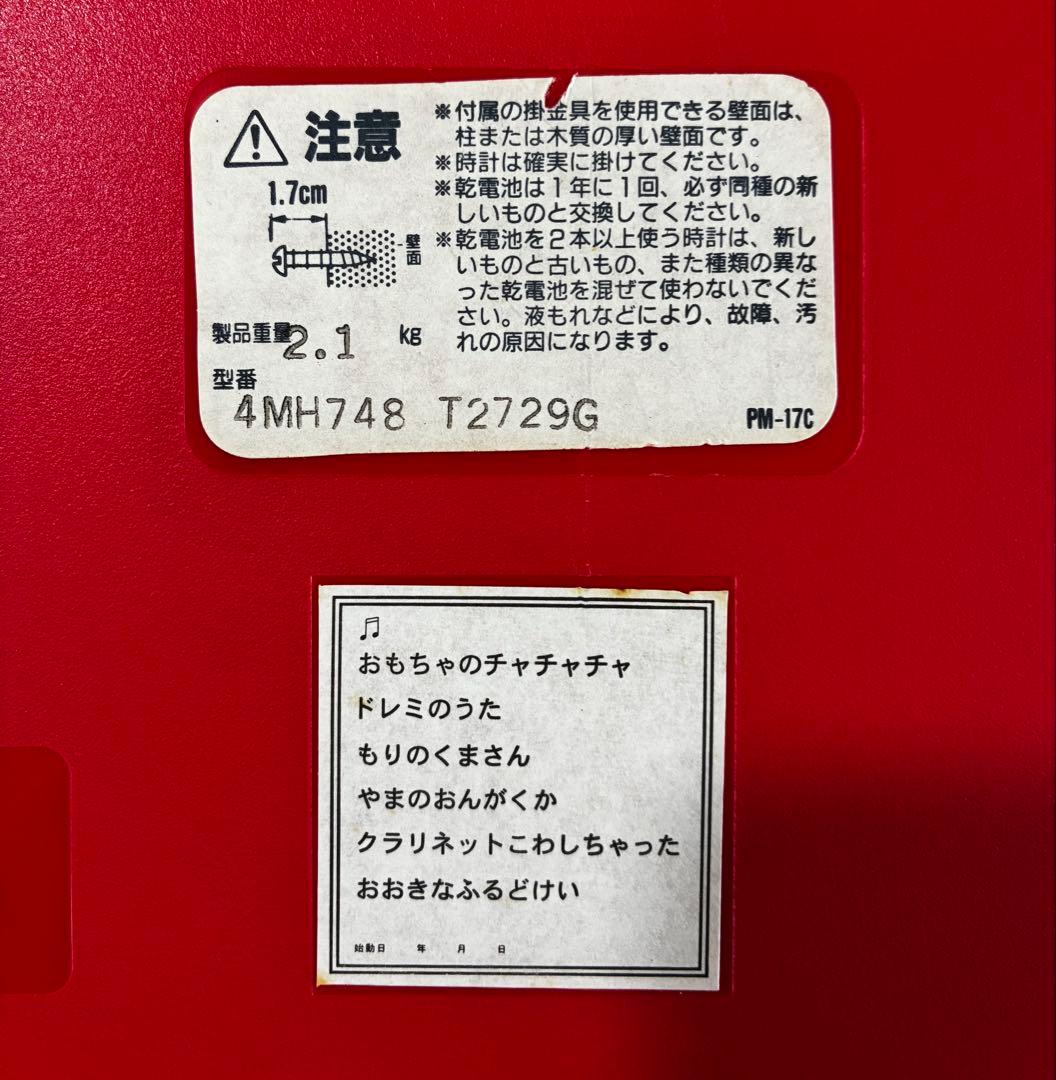 注意
※付属の掛金具を使用できる壁面は、
柱または木質の厚い壁面です。
※時計は確実に掛けてください。
※乾電池は1年に1回、必ず同種の新
しいものと交換してください。
※乾電池を2本以上使う時計は、新し
いものと古いもの、また種類の異な
った乾電池を混ぜて使わないでくだ
さい。液もれなどにより、故障、汚
れの原因になります。
1.7cm
壁面
製品重量2.1 kg
型番
4MH748 T2729G
PM-17C
♫
おもちゃのチャチャチャ
ドレミのうた
もりのくまさん
やまのおんがくか
クラリネットこわしちゃった
おおきなふるどけい
始動日 年 月 日